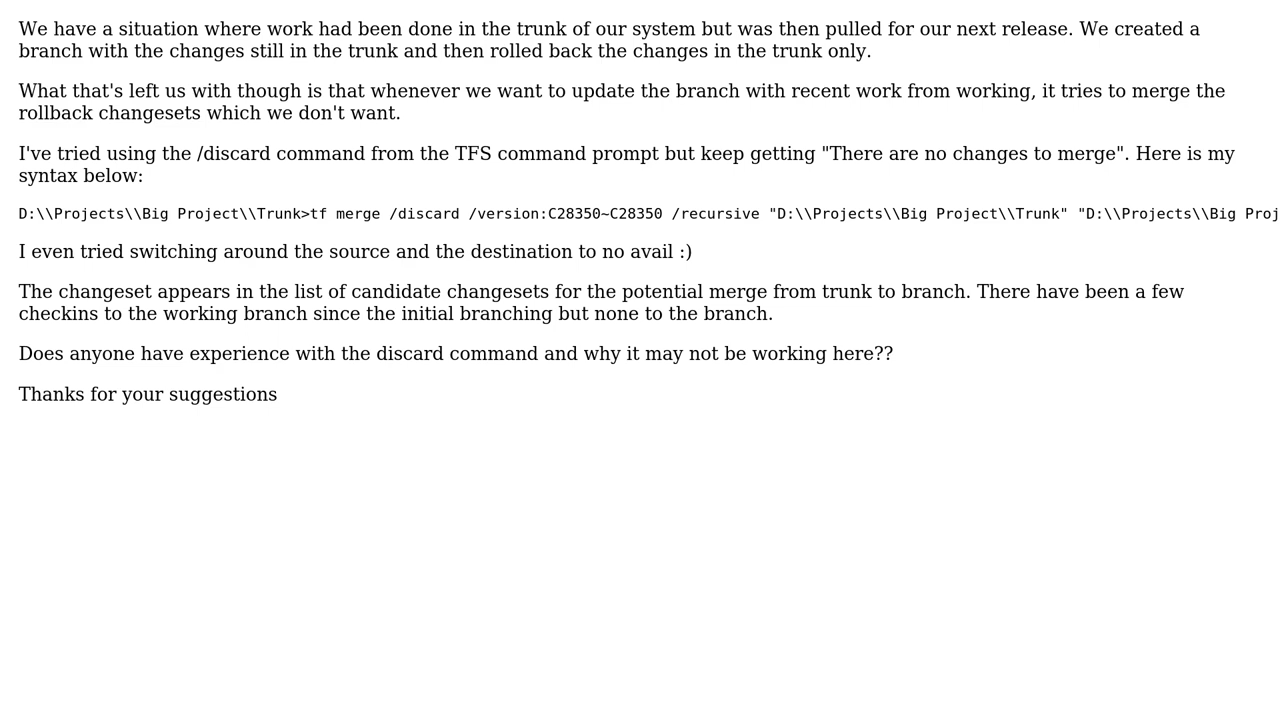 We have a situation where work had been done in the trunk of our system but was then pulled for our next release. We created a
branch with the changes still in the trunk and then rolled back the changes in the trunk only.
What that's left us with though is that whenever we want to update the branch with recent work from working, it tries to merge the
rollback changesets which we don't want.
I've tried using the /discard command from the TFS command prompt but keep getting "There are no changes to merge". Here is my
syntax below:
D:\\Projects\\Big Project\\Trunk>tf merge /discard /version:C28350~C28350 /recursive "D:\\Projects\\Big Project\\Trunk" "D:\\Projects\\Big Proj
I even tried switching around the source and the destination to no avail :)
The changeset appears in the list of candidate changesets for the potential merge from trunk to branch. There have been a few
checkins to the working branch since the initial branching but none to the branch.
Does anyone have experience with the discard command and why it may not be working here??
Thanks for your suggestions